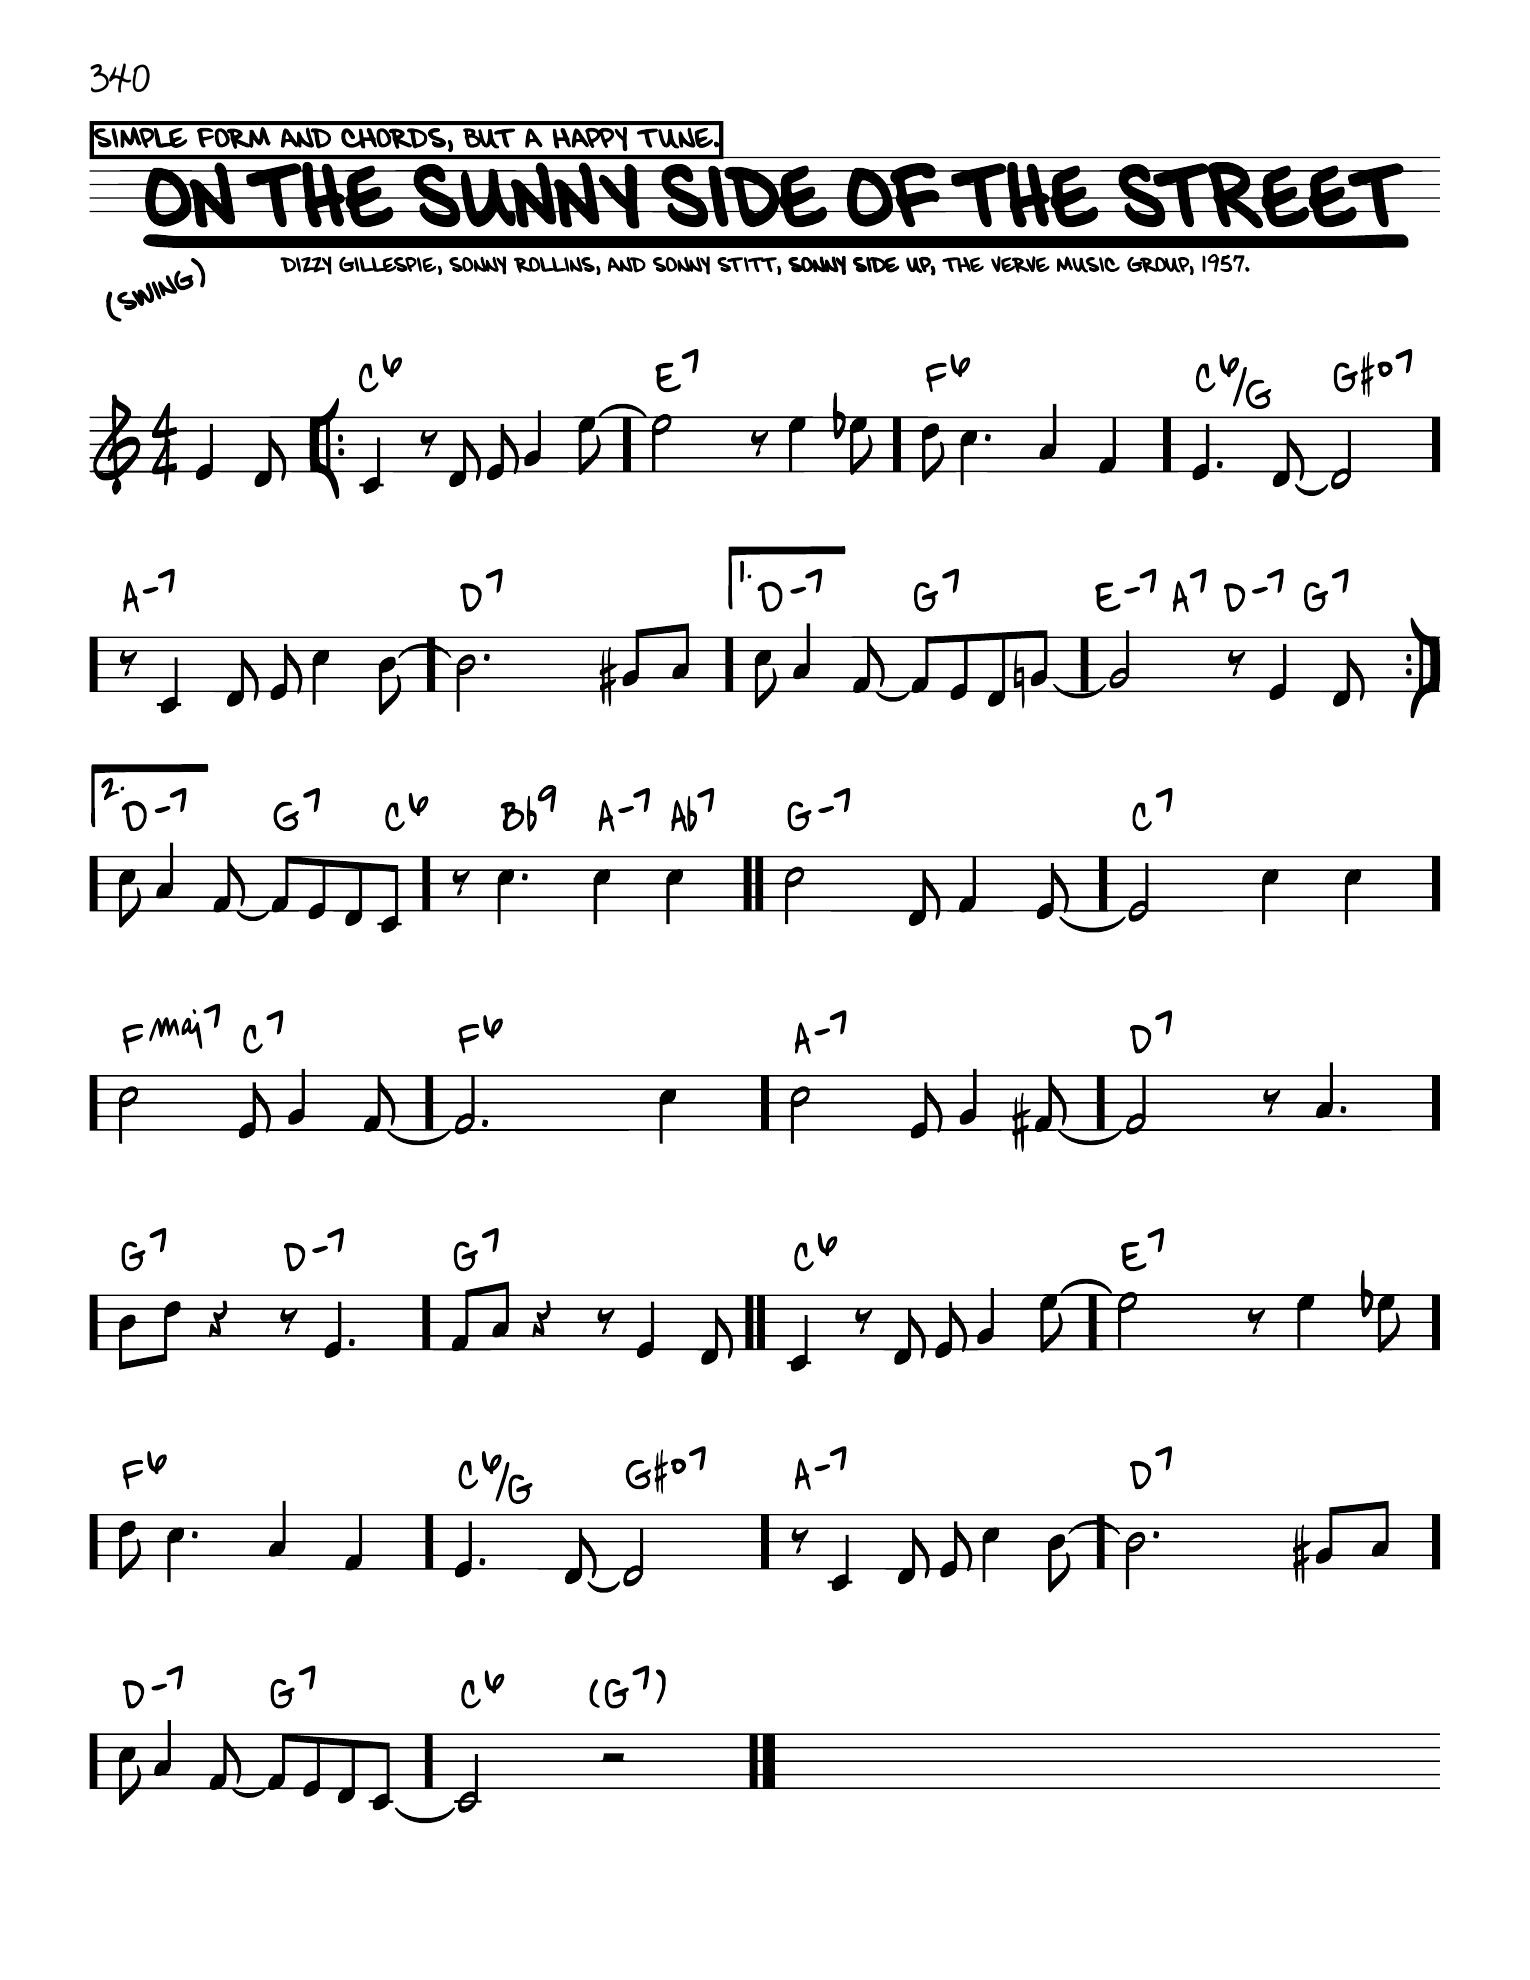 340
SIMPLE FORM AND CHORDS, BUT A HAPPY TUNE.
ON THE SUNNY SIDE OF THE STREET
DIZZY GILLESPIE, SONNY ROLLINS, AND SONNY STITT, SONNY SIDE UP, THE VERVE MUSIC GROUP, 1957.
(SWING)
C6 E7 F6 C6/G G#o7
4
4
A-7 D7 1. D-7 G7 E-7 A7 D-7 G7
2. D-7 G7 C6 Bb9 A-7 Ab7 G-7 C7
Fmaj7 C7 F6 A-7 D7
G7 D-7 G7 C6 E7
F6 C6/G G#o7 A-7 D7
D-7 G7 C6 (G7)